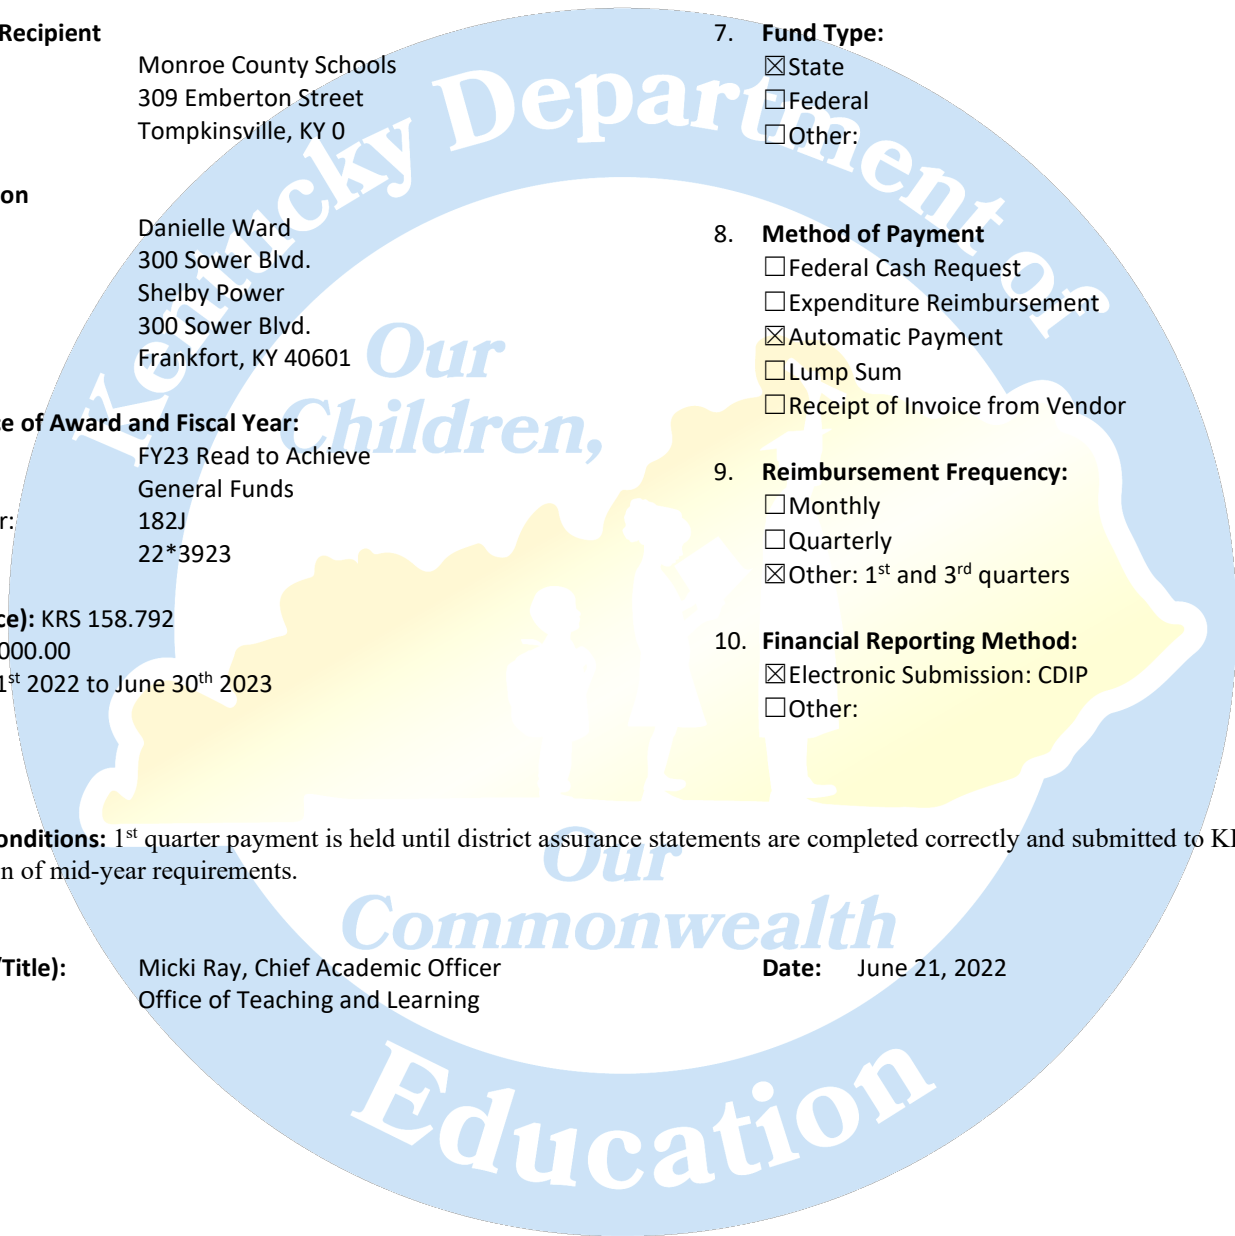 Recipient
Monroe County Schools
309 Emberton Street
Tompkinsville, KY 0
on
Danielle Ward
300 Sower Blvd.
Shelby Power
300 Sower Blvd.
Frankfort, KY 40601
ce of Award and Fiscal Year:
FY23 Read to Achieve
General Funds
r: 182J
22*3923
ce): KRS 158.792
000.00
1st 2022 to June 30th 2023
7. Fund Type:
☒State
☐Federal
☐Other:
8. Method of Payment
☐Federal Cash Request
☐Expenditure Reimbursement
☒Automatic Payment
☐Lump Sum
☐Receipt of Invoice from Vendor
9. Reimbursement Frequency:
☐Monthly
☐Quarterly
☒Other: 1st and 3rd quarters
10. Financial Reporting Method:
☒Electronic Submission: CDIP
☐Other:
onditions: 1st quarter payment is held until district assurance statements are completed correctly and submitted to
n of mid-year requirements.
/Title): Micki Ray, Chief Academic Officer
Office of Teaching and Learning
Date: June 21, 2022
Kentucky Department of
Education
Our
Children,
Our
Commonwealth